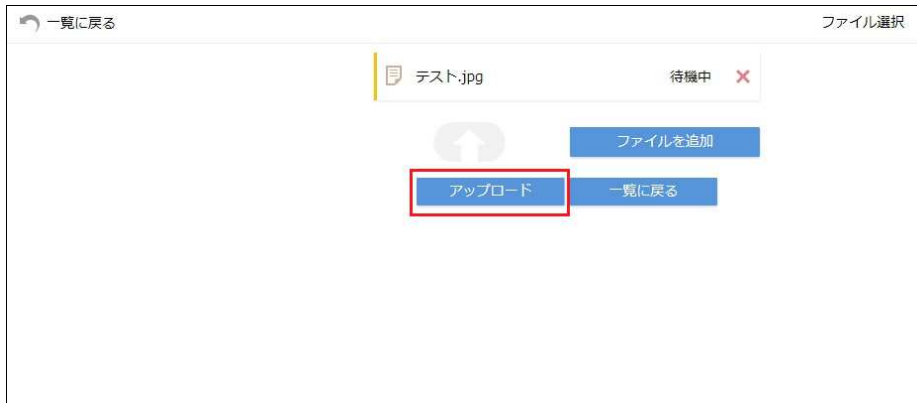 一覧に戻る
ファイル選択
テスト.jpg 待機中
ファイルを追加
アップロード
一覧に戻る